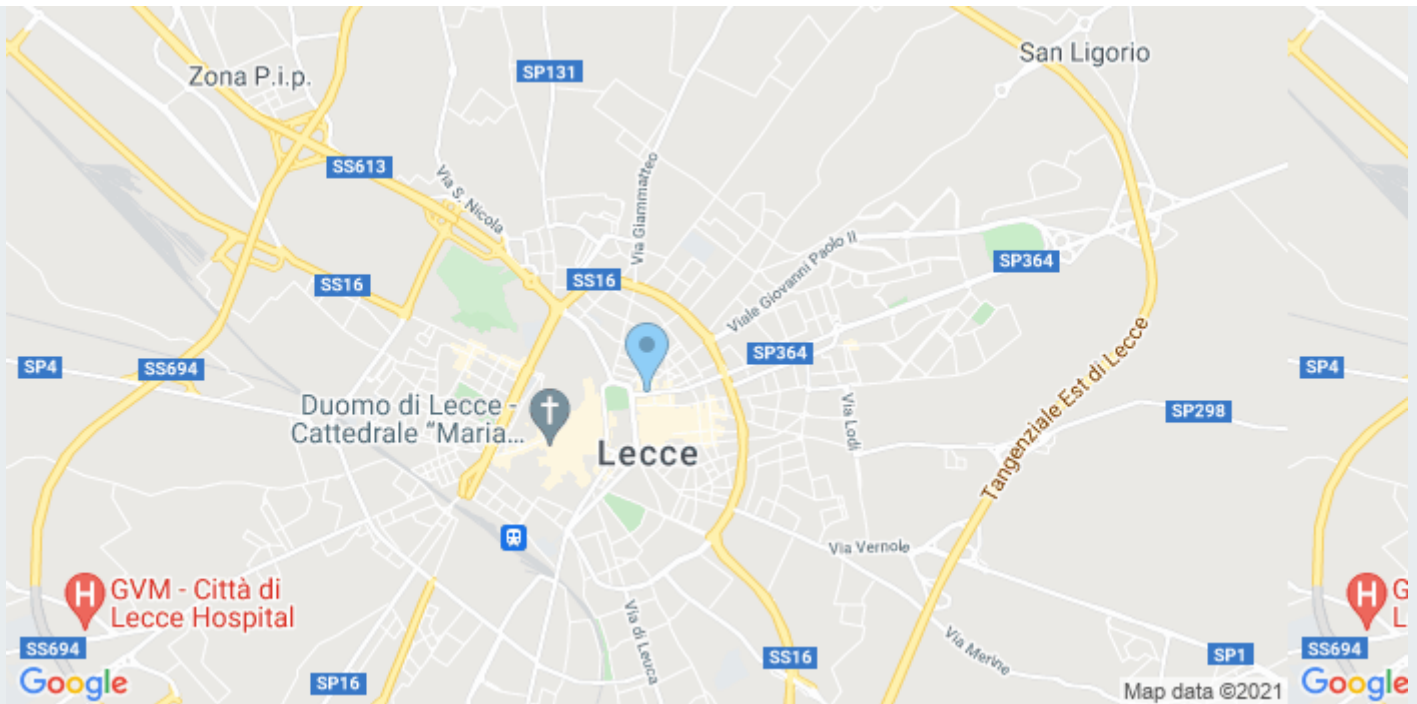 San Ligorio
Zona P.i.p.
SP131
SS613
Via S. Nicola
Via Giammatteo
Viale Giovanni Paolo II
SP364
SS16
SS16
SP364
SP4
SS694
SP4
Duomo di Lecce -
Cattedrale “Maria...
Lecce
Via Lodi
SP298
Tangenziale Est di Lecce
Via Vernole
H
GVM - Città di
Lecce Hospital
H
G
L
Via di Leuca
Via Merine
SS694
SP16
SS16
SP1
SS694
Google
Map data ©2021
Google